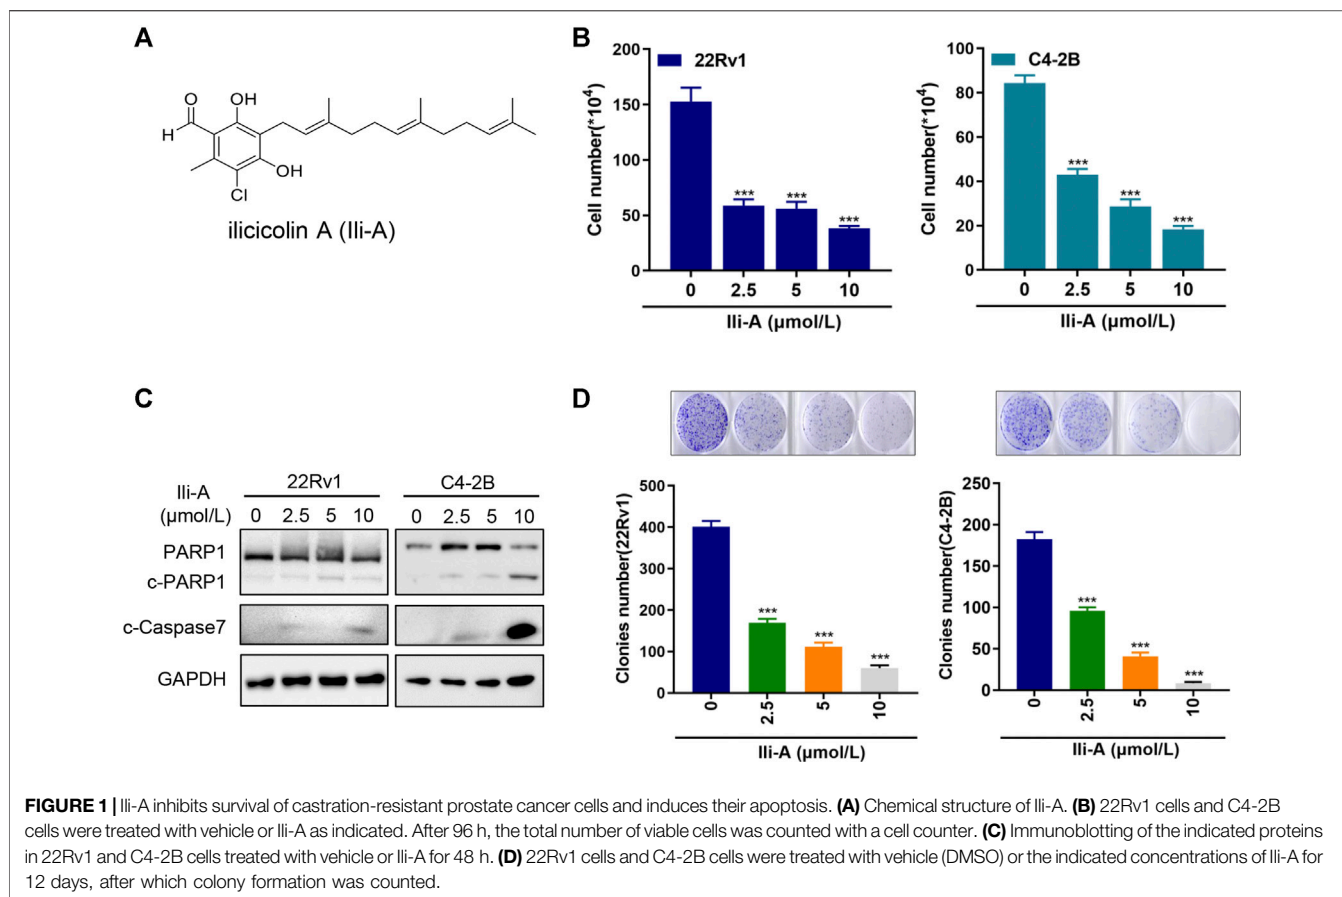 A
O
OH
H
OH
Cl
ilicicolin A (Ili-A)
B
22Rv1
Cell number(*10⁴)
200
150
100
50
0
***
***
***
0 2.5 5 10
Ili-A (µmol/L)
C4-2B
Cell number(*10⁴)
100
80
60
40
20
0
***
***
***
0 2.5 5 10
Ili-A (µmol/L)
C
22Rv1 C4-2B
Ili-A
(µmol/L) 0 2.5 5 10 0 2.5 5 10
PARP1
c-PARP1
c-Caspase7
GAPDH
D
Clonies number(22Rv1)
500
400
300
200
100
0
***
***
***
0 2.5 5 10
Ili-A (µmol/L)
Clonies number(C4-2B)
250
200
150
100
50
0
***
***
***
0 2.5 5 10
Ili-A (µmol/L)
FIGURE 1 | Ili-A inhibits survival of castration-resistant prostate cancer cells and induces their apoptosis. (A) Chemical structure of Ili-A. (B) 22Rv1 cells and C4-2B
cells were treated with vehicle or Ili-A as indicated. After 96 h, the total number of viable cells was counted with a cell counter. (C) Immunoblotting of the indicated proteins
in 22Rv1 and C4-2B cells treated with vehicle or Ili-A for 48 h. (D) 22Rv1 cells and C4-2B cells were treated with vehicle (DMSO) or the indicated concentrations of Ili-A for
12 days, after which colony formation was counted.